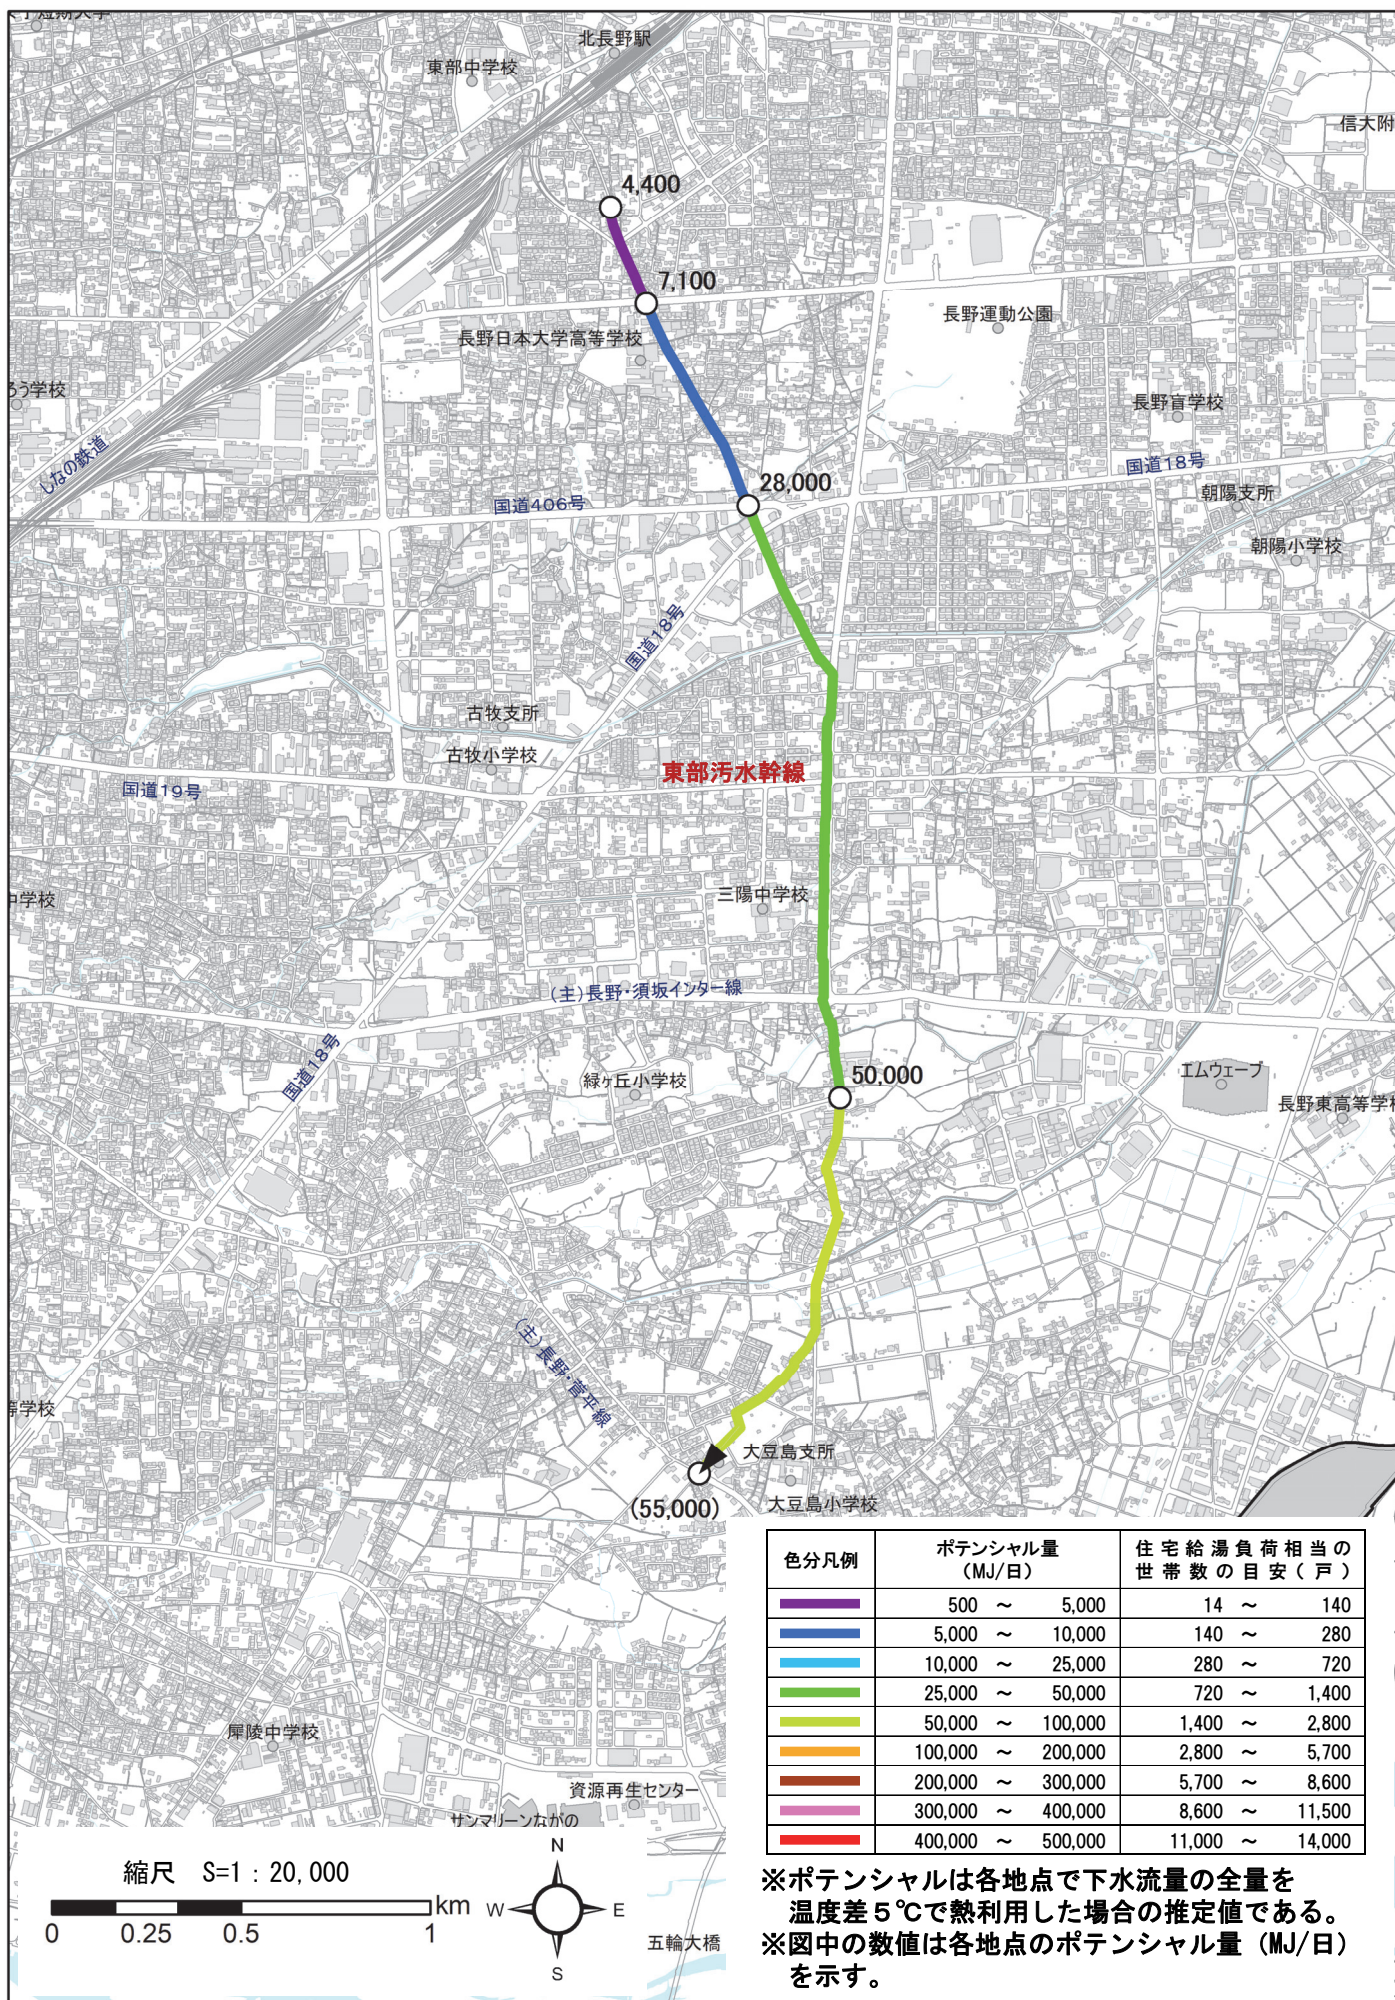 北長野駅
東部中学校
信大附
4,400
7,100
長野運動公園
長野日本大学高等学校
ろう学校
長野盲学校
しなの鉄道
国道18号
28,000
朝陽支所
国道406号
朝陽小学校
国道18号
古牧支所
古牧小学校
東部汚水幹線
国道19号
三陽中学校
中学校
(主)長野・須坂インター線
国道18号
50,000
エムウェーブ
緑ヶ丘小学校
長野東高等学校
(主)長野・菅平線
等学校
大豆島支所
大豆島小学校
(55,000)
色分凡例 ポテンシャル量 (MJ/日) 住宅給湯負荷相当の 世帯数の目安(戸)
500 ～ 5,000 14 ～ 140
5,000 ～ 10,000 140 ～ 280
10,000 ～ 25,000 280 ～ 720
25,000 ～ 50,000 720 ～ 1,400
50,000 ～ 100,000 1,400 ～ 2,800
100,000 ～ 200,000 2,800 ～ 5,700
200,000 ～ 300,000 5,700 ～ 8,600
300,000 ～ 400,000 8,600 ～ 11,500
400,000 ～ 500,000 11,000 ～ 14,000
犀陵中学校
資源再生センター
サンマリーンながの
縮尺 S=1：20,000
km
0 0.25 0.5 1
N
W E
S
五輪大橋
※ポテンシャルは各地点で下水流量の全量を
温度差５℃で熱利用した場合の推定値である。
※図中の数値は各地点のポテンシャル量（MJ/日）
を示す。